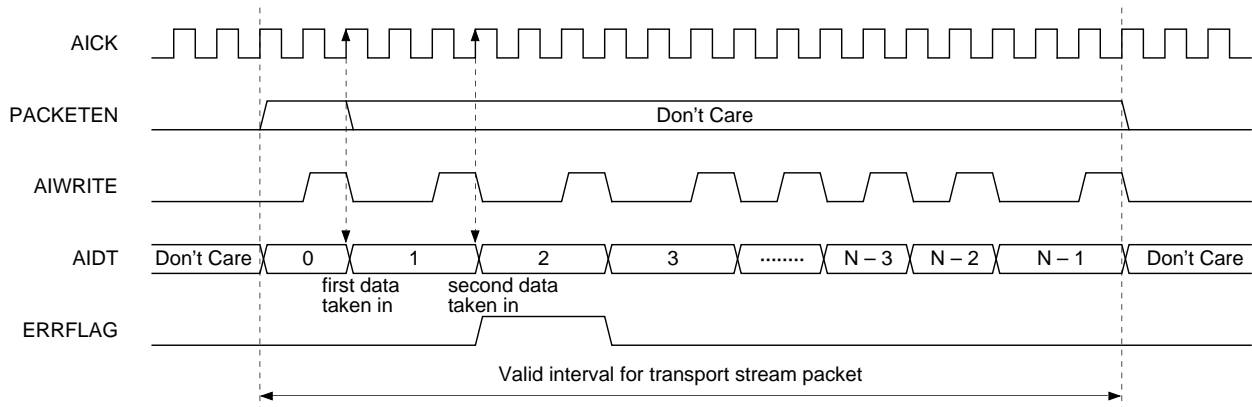 AICK
PACKETEN
Don't Care
AIWRITE
AIDT
Don't Care 0 1 2 3 ........ N – 3 N – 2 N – 1 Don't Care
first data
taken in
second data
taken in
ERRFLAG
Valid interval for transport stream packet